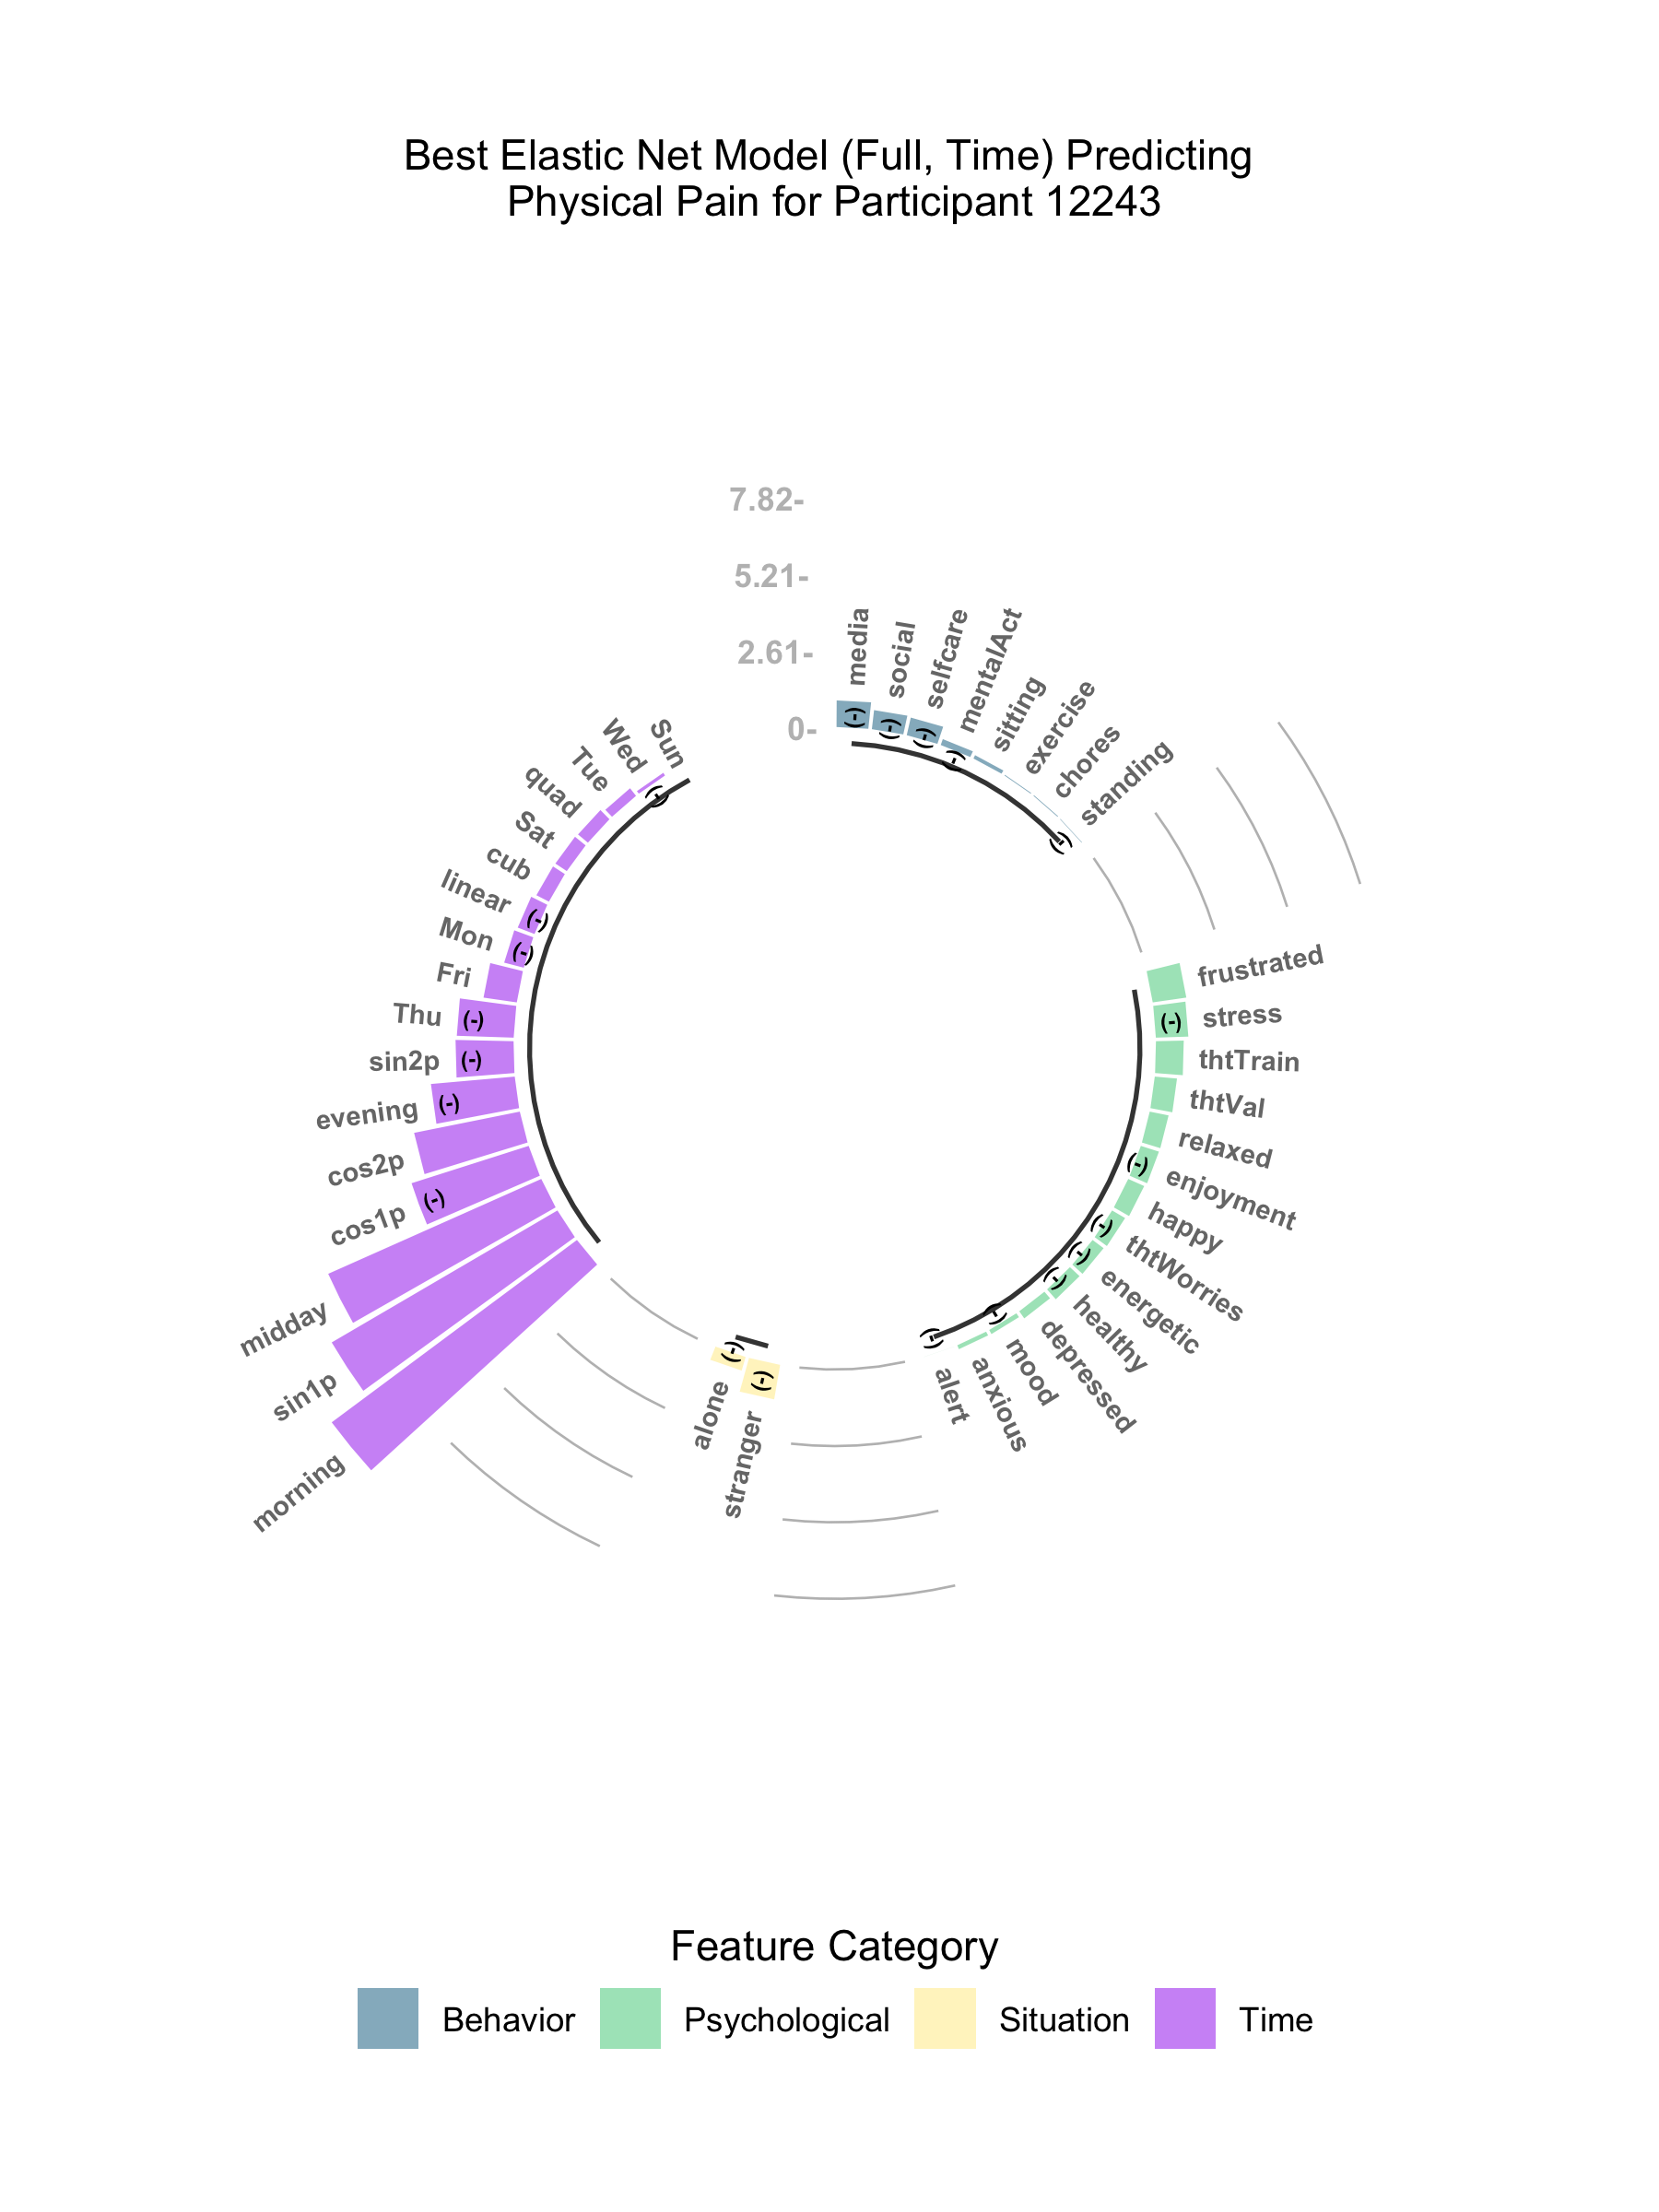 Best Elastic Net Model (Full, Time) Predicting
Physical Pain for Participant 12243
7.82-
5.21-
2.61-
0-
media
(-)
social
(-)
selfcare
(-)
mentalAct
(-)
sitting
exercise
chores
standing
(-)
frustrated
stress
(-)
thtTrain
thtVal
relaxed
enjoyment
(-)
happy
thtWorries
(-)
energetic
(-)
healthy
(-)
depressed
mood
(-)
anxious
alert
(-)
stranger
(-)
alone
(-)
morning
sin1p
midday
cos1p
(-)
cos2p
evening
(-)
sin2p
(-)
Thu
(-)
Fri
Mon
(-)
linear
(-)
cub
Sat
quad
Tue
Wed
Sun
(-)
Feature Category
Behavior
Psychological
Situation
Time